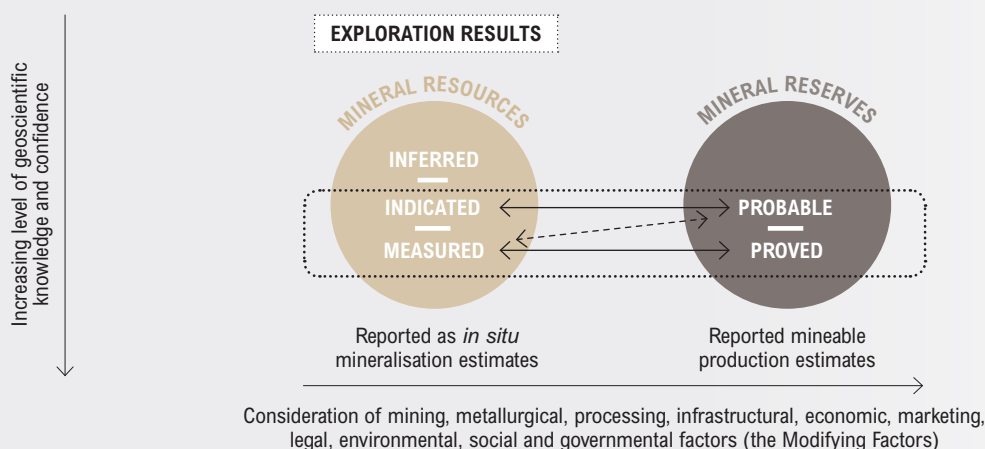 Increasing level of geoscientific
knowledge and confidence
EXPLORATION RESULTS
MINERAL RESOURCES
MINERAL RESERVES
INFERRED
INDICATED
PROBABLE
MEASURED
PROVED
Reported as in situ
mineralisation estimates
Reported mineable
production estimates
Consideration of mining, metallurgical, processing, infrastructural, economic, marketing,
legal, environmental, social and governmental factors (the Modifying Factors)